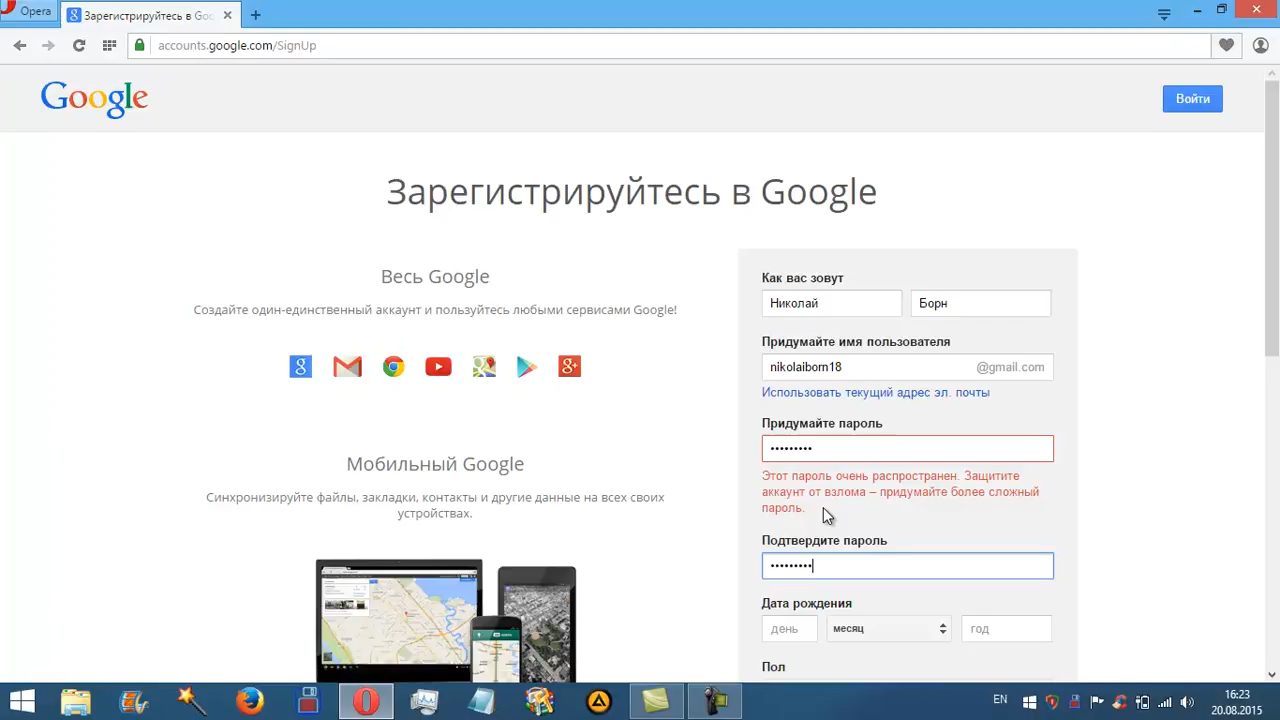 Opera
Зарегистрируйтесь в Goo
accounts.google.com/SignUp
Google
Войти
Зарегистрируйтесь в Google
Весь Google
Создайте один-единственный аккаунт и пользуйтесь любыми сервисами Google!
Мобильный Google
Синхронизируйте файлы, закладки, контакты и другие данные на всех своих
устройствах.
Как вас зовут
Николай
Борн
Придумайте имя пользователя
nikolaiborn18
@gmail.com
Использовать текущий адрес эл. почты
Придумайте пароль
•••••••••
Этот пароль очень распространен. Защитите
аккаунт от взлома – придумайте более сложный
пароль.
Подтвердите пароль
•••••••••
Дата рождения
день
месяц
год
Пол
EN
16:23
20.08.2015